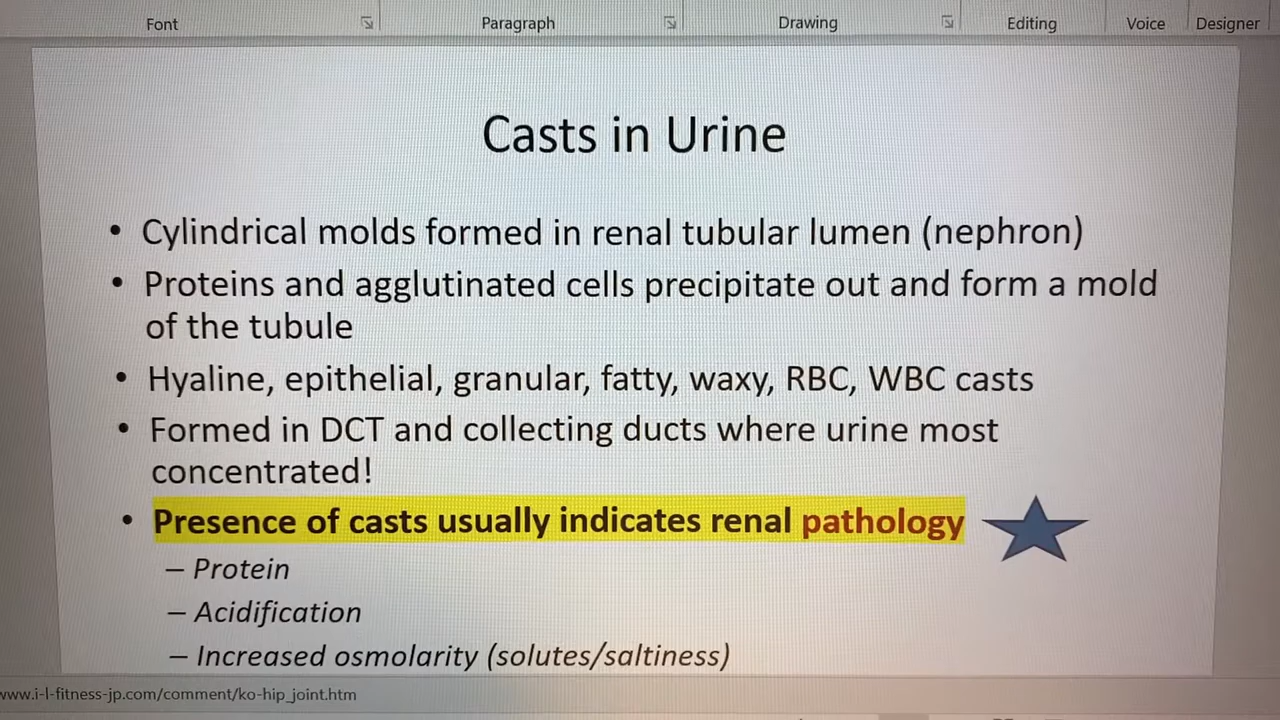 Font Paragraph Drawing Editing Voice Designer
Casts in Urine
• Cylindrical molds formed in renal tubular lumen (nephron)
• Proteins and agglutinated cells precipitate out and form a mold
of the tubule
• Hyaline, epithelial, granular, fatty, waxy, RBC, WBC casts
• Formed in DCT and collecting ducts where urine most
concentrated!
• Presence of casts usually indicates renal pathology
– Protein
– Acidification
– Increased osmolarity (solutes/saltiness)
www.i-l-fitness-jp.com/comment/ko-hip_joint.htm